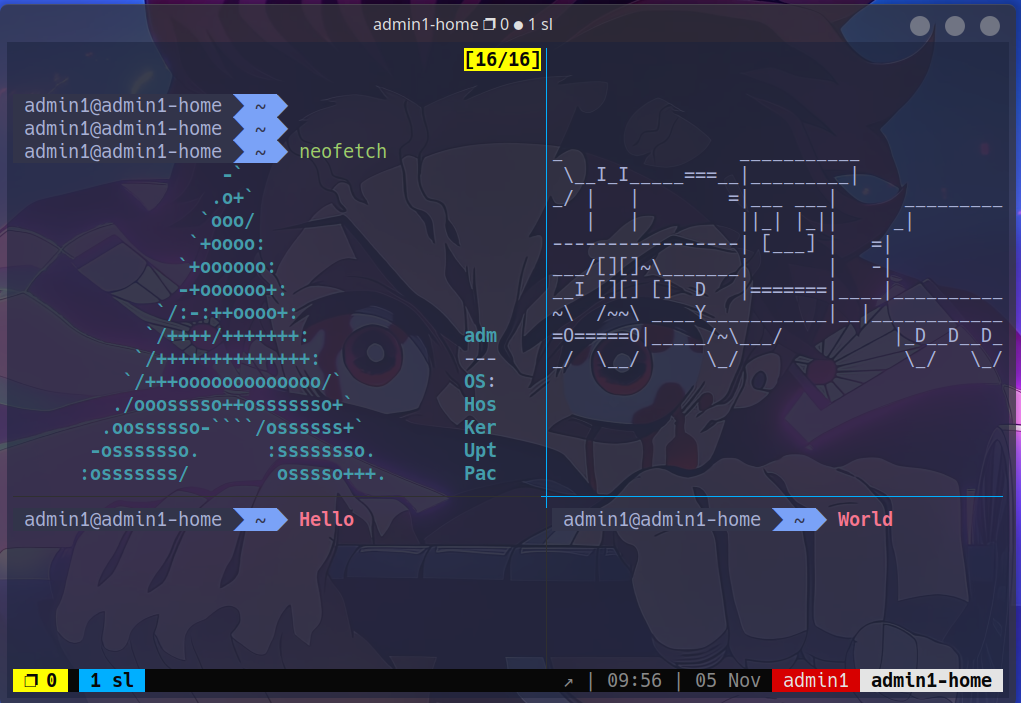 admin1-home ❐ 0 ● 1 sl
[16/16]
admin1@admin1-home ~
admin1@admin1-home ~
admin1@admin1-home ~ neofetch
                  -`
                 .o+`
                `ooo/
               `+oooo:
              `+oooooo:
              -+oooooo+:
            `/:-:++oooo+:
           `/++++/+++++++:                adm
          `/++++++++++++++:               ---
         `/+++ooooooooooooo/`             OS:
        ./ooosssso++osssssso+`            Hos
       .oossssso-````/ossssss+`           Ker
      -osssssso.      :ssssssso.          Upt
     :osssssss/        osssso+++.         Pac
_                ___________
 \__I_I_____===__|_________|
_/ |   |        =|___ ___|      _________
   |   |         ||_| |_||     _|
-----------------| [___] |   =|
___/[][]~\_______|       |   -|
__I [][] []  D   |=======|____|__________
~\  /~~\ ____Y___________|__|____________
=O=====O|_____/~\___/          |_D__D__D_
_/  \__/      \_/               \_/   \_/
admin1@admin1-home ~ Hello
admin1@admin1-home ~ World
❐ 0 1 sl ↗ | 09:56 | 05 Nov admin1 admin1-home